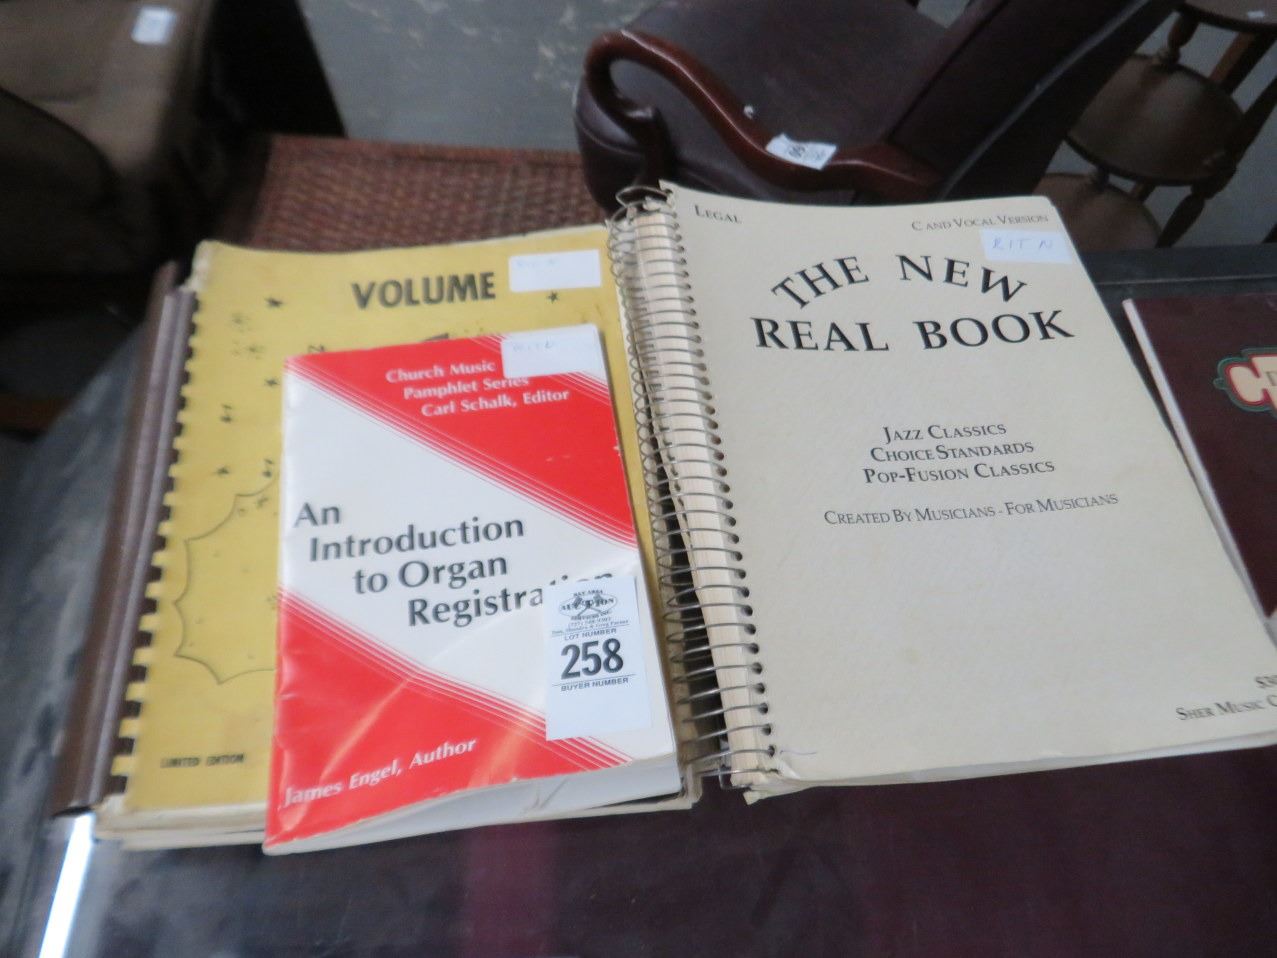 VOLUME
LIMITED EDITION
Church Music
Pamphlet Series
Carl Schalk, Editor
An
Introduction
to Organ
Registration
James Engel, Author
AUCTION
LOT NUMBER
258
BUYER NUMBER
LEGAL
C AND VOCAL VERSION
RIT N
THE NEW
REAL BOOK
JAZZ CLASSICS
CHOICE STANDARDS
POP-FUSION CLASSICS
CREATED BY MUSICIANS - FOR MUSICIANS
SHER MUSIC C